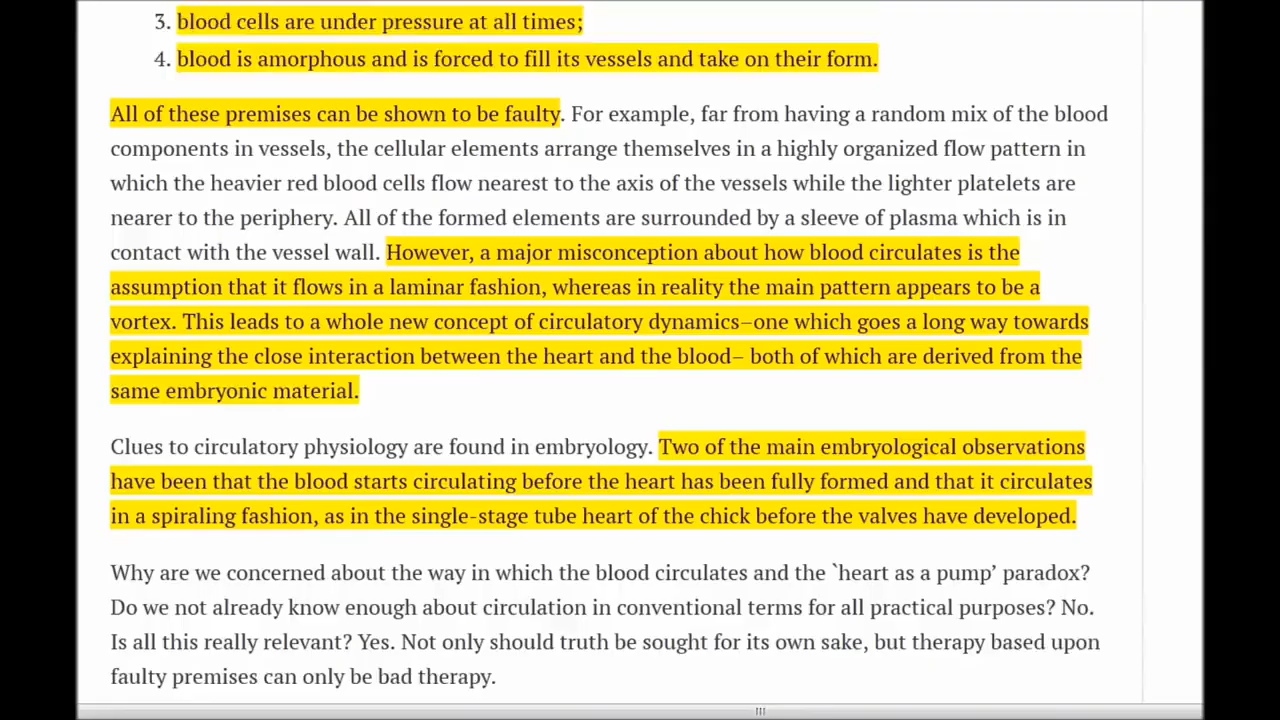 3. blood cells are under pressure at all times;
4. blood is amorphous and is forced to fill its vessels and take on their form.
All of these premises can be shown to be faulty. For example, far from having a random mix of the blood
components in vessels, the cellular elements arrange themselves in a highly organized flow pattern in
which the heavier red blood cells flow nearest to the axis of the vessels while the lighter platelets are
nearer to the periphery. All of the formed elements are surrounded by a sleeve of plasma which is in
contact with the vessel wall. However, a major misconception about how blood circulates is the
assumption that it flows in a laminar fashion, whereas in reality the main pattern appears to be a
vortex. This leads to a whole new concept of circulatory dynamics–one which goes a long way towards
explaining the close interaction between the heart and the blood– both of which are derived from the
same embryonic material.
Clues to circulatory physiology are found in embryology. Two of the main embryological observations
have been that the blood starts circulating before the heart has been fully formed and that it circulates
in a spiraling fashion, as in the single-stage tube heart of the chick before the valves have developed.
Why are we concerned about the way in which the blood circulates and the `heart as a pump’ paradox?
Do we not already know enough about circulation in conventional terms for all practical purposes? No.
Is all this really relevant? Yes. Not only should truth be sought for its own sake, but therapy based upon
faulty premises can only be bad therapy.